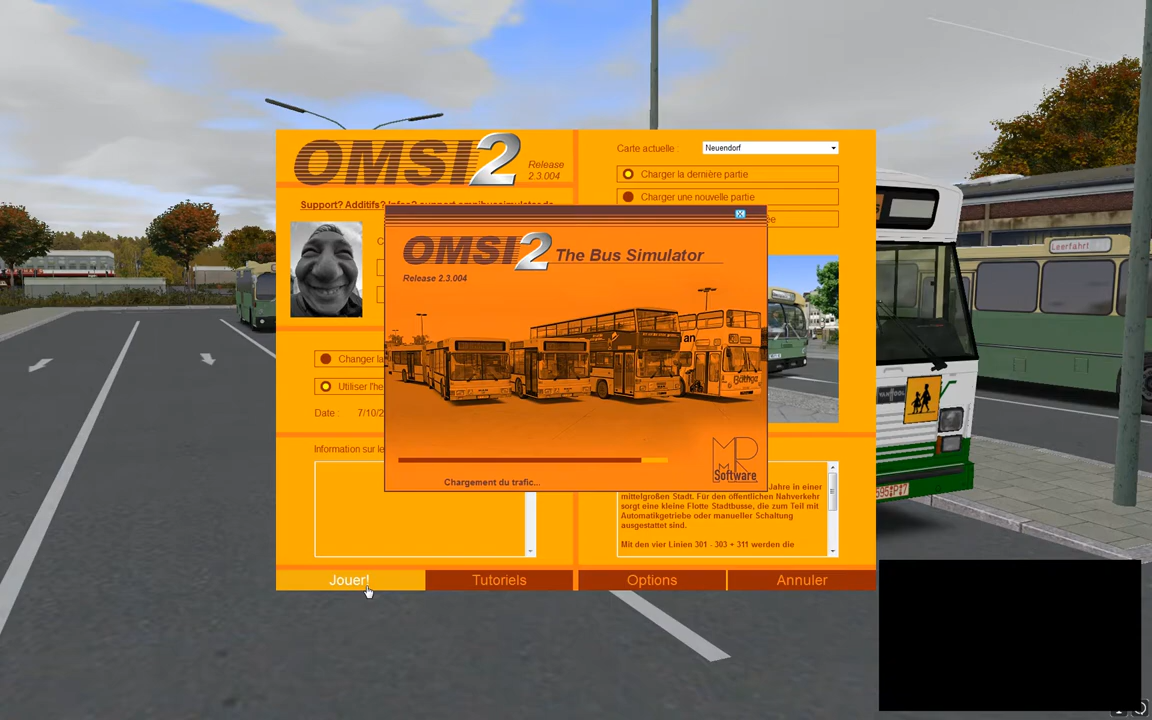 OMSI 2
Release
2.3.004
Support? Additifs? Infos? support.omnibussimulator.de
Carte actuelle :
Neuendorf
Charger la dernière partie
Charger une nouvelle partie
OMSI 2 The Bus Simulator
Release 2.3.004
Leerfahrt
VAN HOOL
Changer la
Utiliser l'he
Date :
7/10/2
Information sur le
MR
Software
Chargement du trafic...
Jahre in einer
mittelgroßen Stadt. Für den öffentlichen Nahverkehr
sorgt eine kleine Flotte Stadtbusse, die zum Teil mit
Automatikgetriebe oder manueller Schaltung
ausgestattet sind.
Mit den vier Linien 301 - 303 + 311 werden die
Jouer!
Tutoriels
Options
Annuler